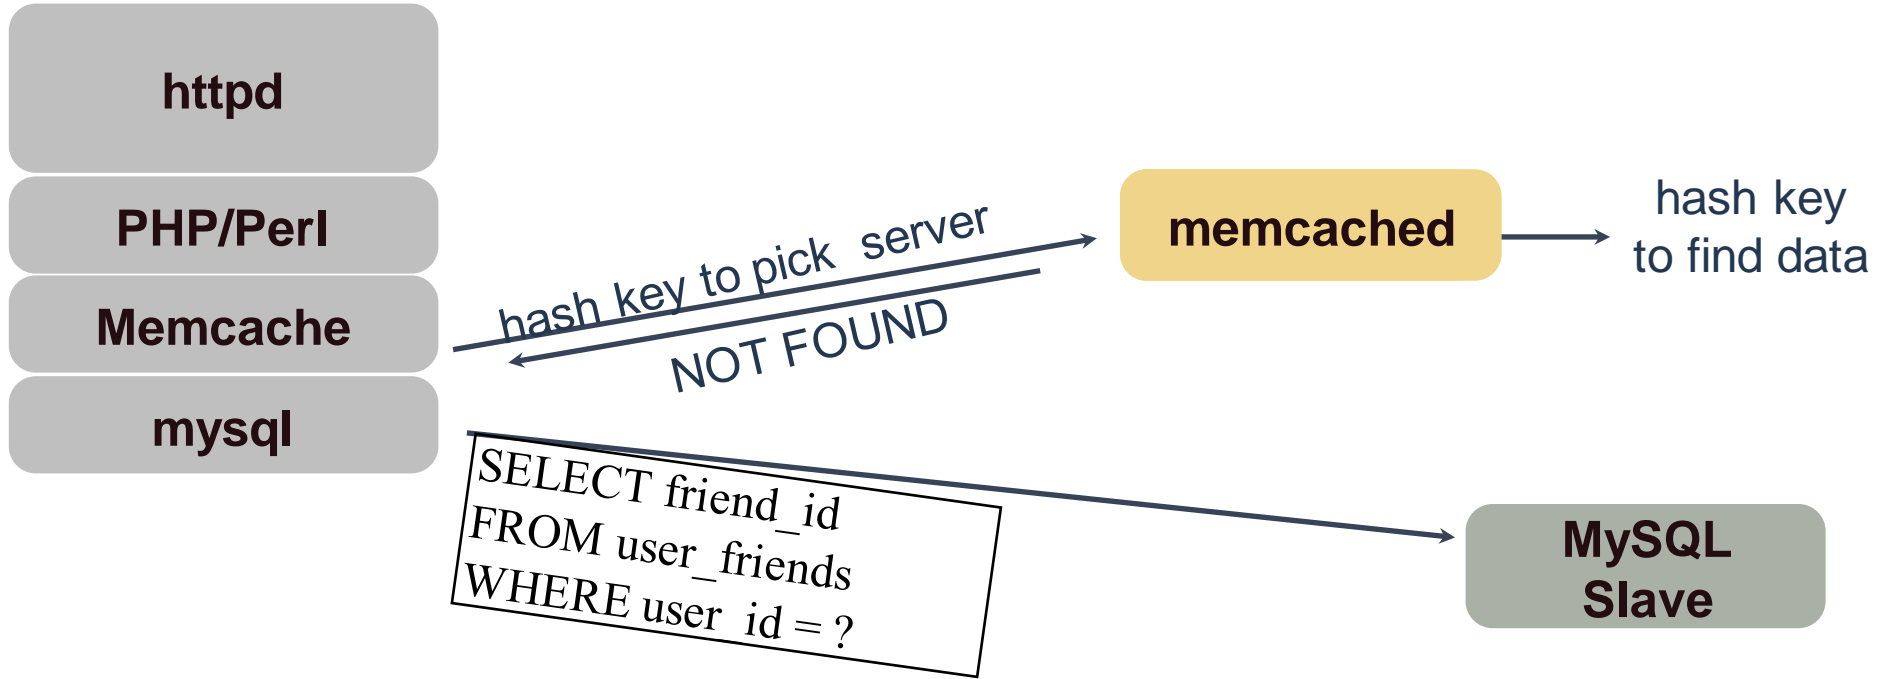 httpd
PHP/Perl
Memcache
mysql
hash key to pick server
NOT FOUND
memcached
hash key
to find data
SELECT friend_id
FROM user_friends
WHERE user_id = ?
MySQL
Slave